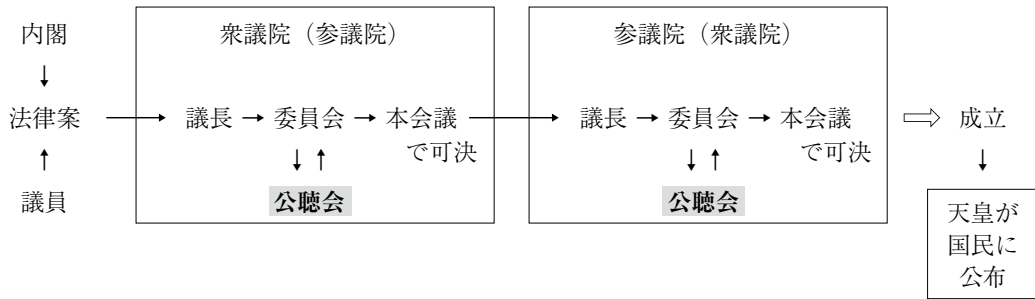 内閣
法律案
議員
衆議院(参議院)
議長
委員会
本会議
で可決
公聴会
参議院(衆議院)
議長
委員会
本会議
で可決
公聴会
成立
天皇が
国民に
公布